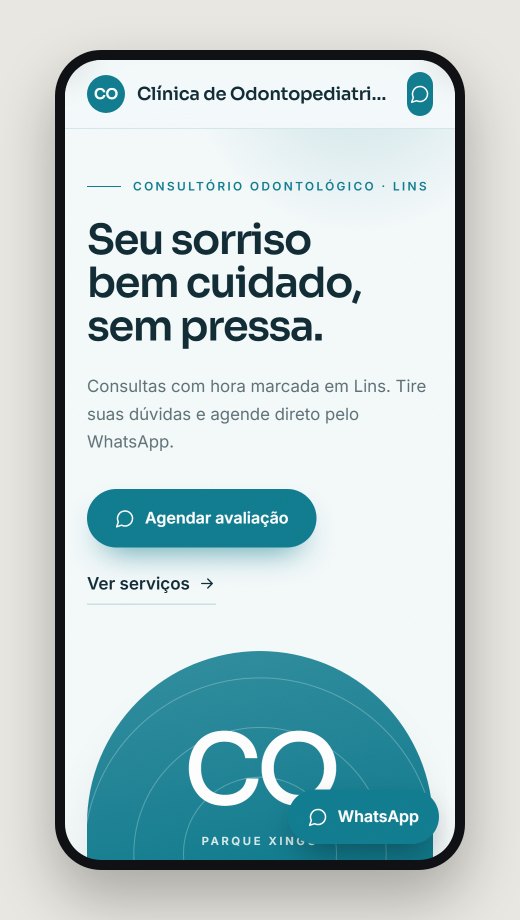 CO
Clínica de Odontopediatri...
CONSULTÓRIO ODONTOLÓGICO · LINS
Seu sorriso
bem cuidado,
sem pressa.
Consultas com hora marcada em Lins. Tire
suas dúvidas e agende direto pelo
WhatsApp.
Agendar avaliação
Ver serviços →
CO
WhatsApp
PARQUE